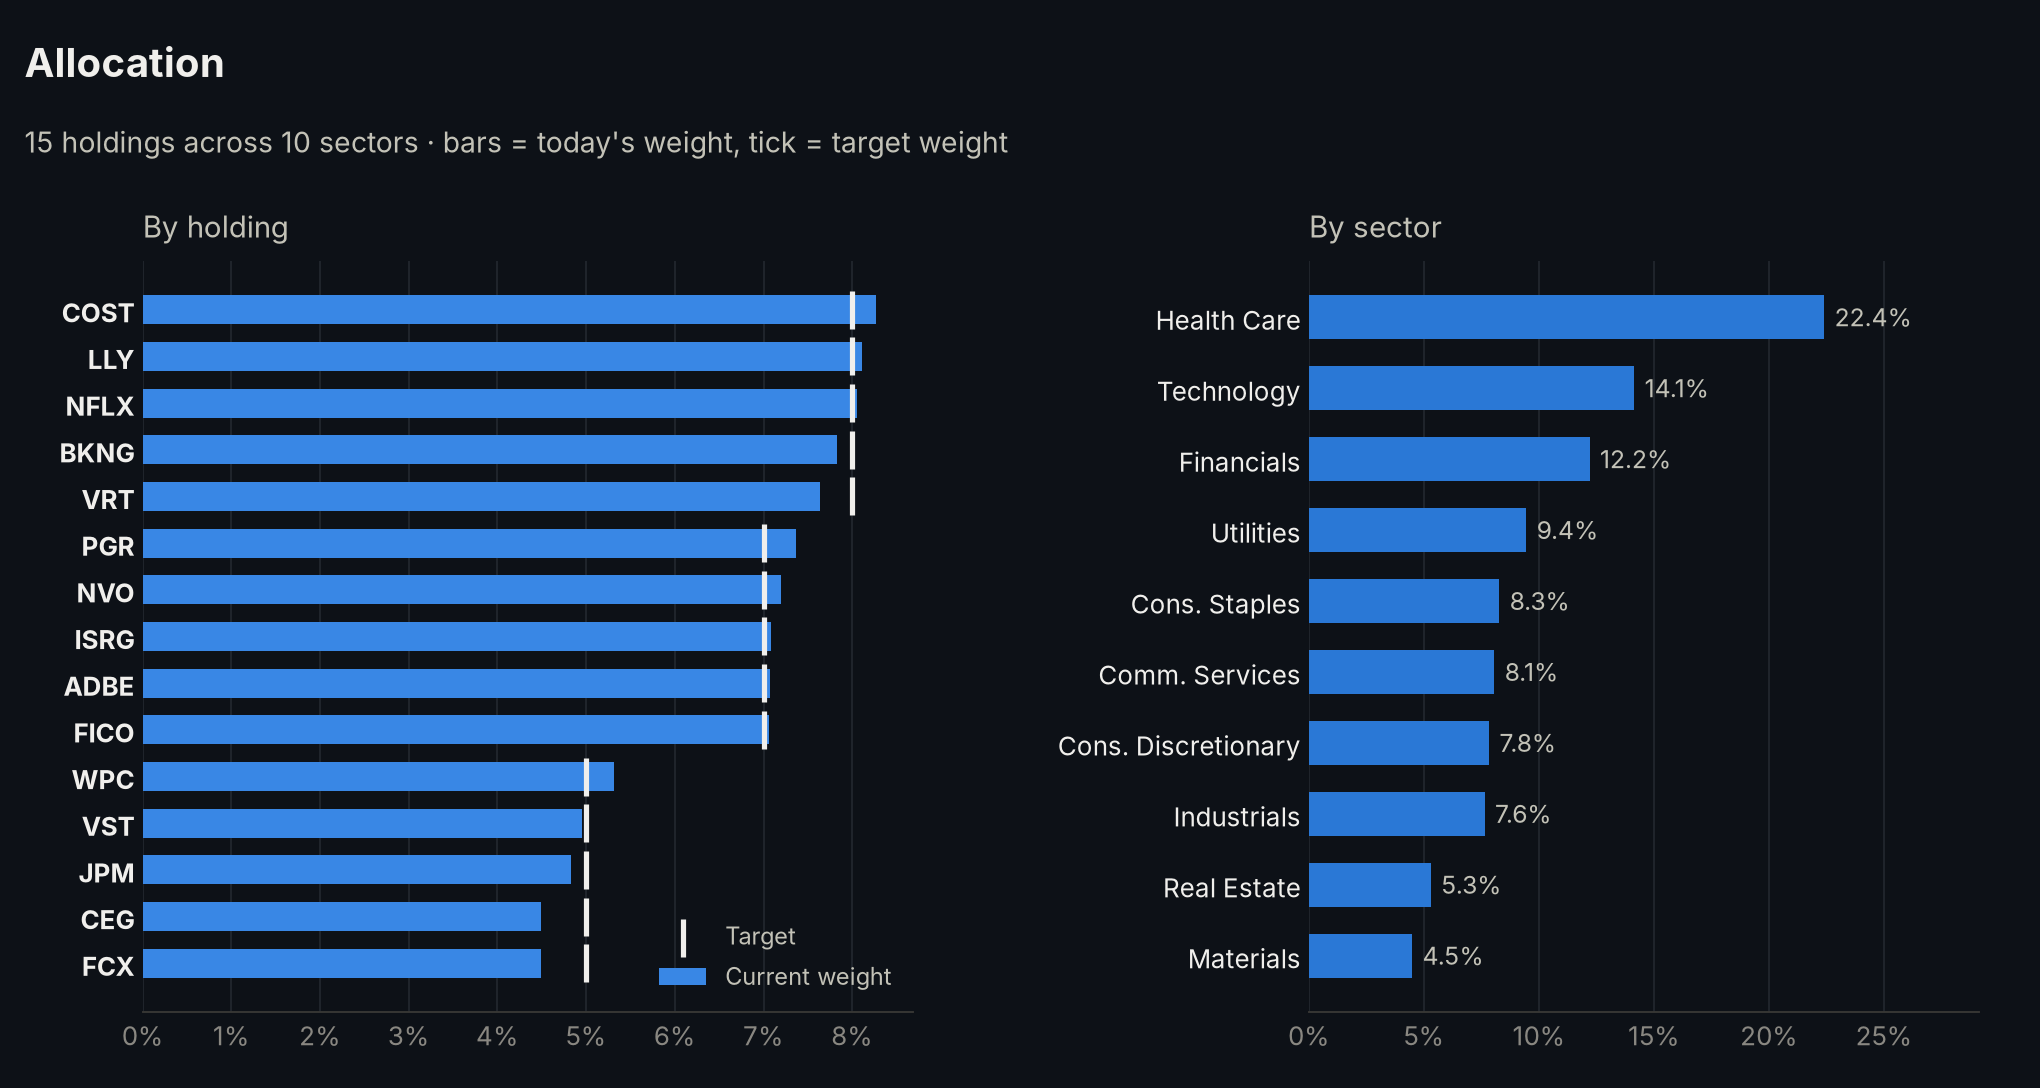 Allocation
15 holdings across 10 sectors · bars = today's weight, tick = target weight
By holding
COST
LLY
NFLX
BKNG
VRT
PGR
NVO
ISRG
ADBE
FICO
WPC
VST
JPM
CEG
FCX
Target
Current weight
0% 1% 2% 3% 4% 5% 6% 7% 8%
By sector
Health Care 22.4%
Technology 14.1%
Financials 12.2%
Utilities 9.4%
Cons. Staples 8.3%
Comm. Services 8.1%
Cons. Discretionary 7.8%
Industrials 7.6%
Real Estate 5.3%
Materials 4.5%
0% 5% 10% 15% 20% 25%